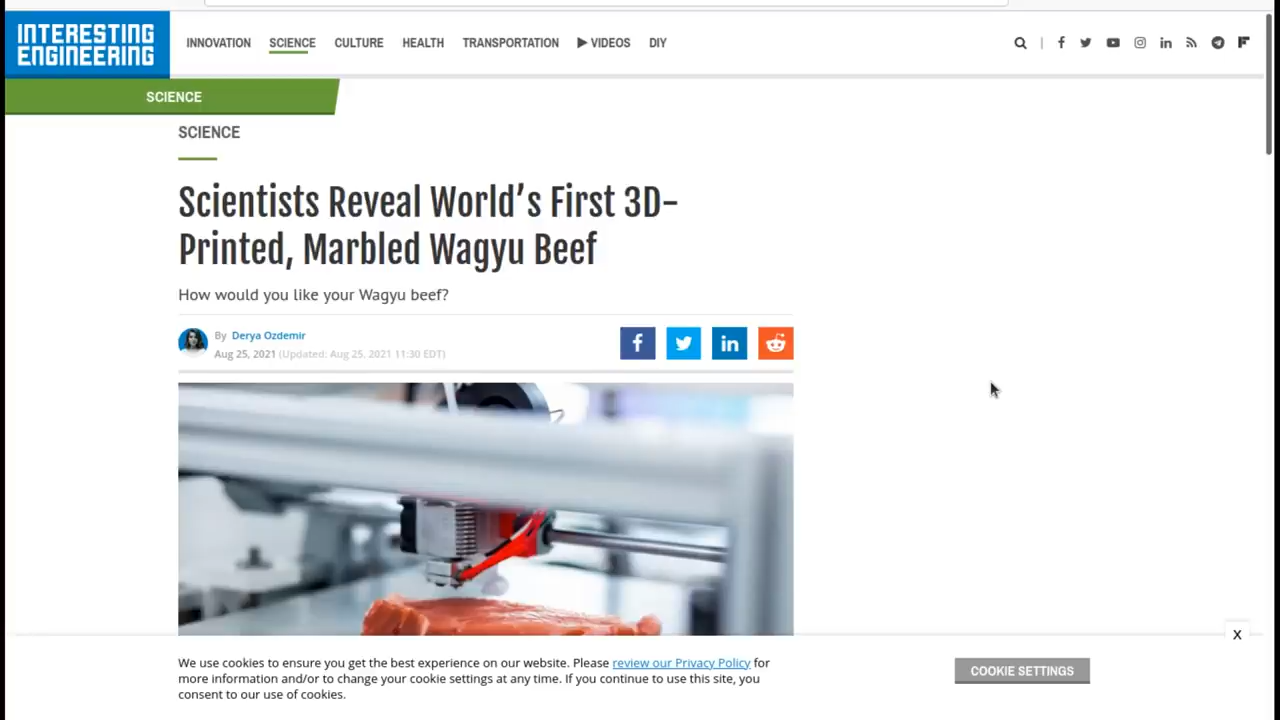 INTERESTING
ENGINEERING
INNOVATION SCIENCE CULTURE HEALTH TRANSPORTATION VIDEOS DIY
SCIENCE
SCIENCE
Scientists Reveal World’s First 3D-
Printed, Marbled Wagyu Beef
How would you like your Wagyu beef?
By Derya Ozdemir
Aug 25, 2021 (Updated: Aug 25, 2021 11:30 EDT)
X
We use cookies to ensure you get the best experience on our website. Please review our Privacy Policy for
more information and/or to change your cookie settings at any time. If you continue to use this site, you
consent to our use of cookies.
COOKIE SETTINGS